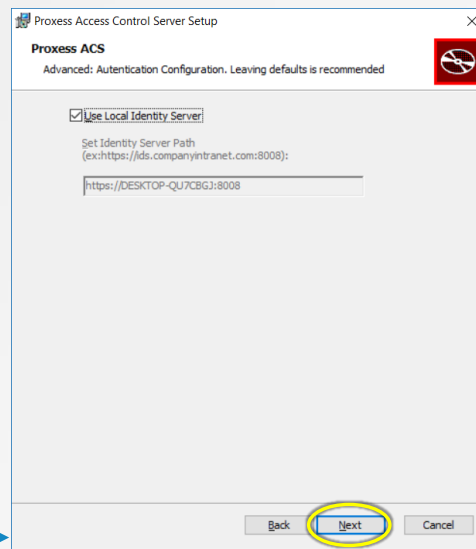 Proxess Access Control Server Setup
Proxess ACS
Advanced: Autentication Configuration. Leaving defaults is recommended
Use Local Identity Server
Set Identity Server Path
(ex:https://ids.companyintranet.com:8008):
https://DESKTOP-QU7CBGJ:8008
Back Next Cancel